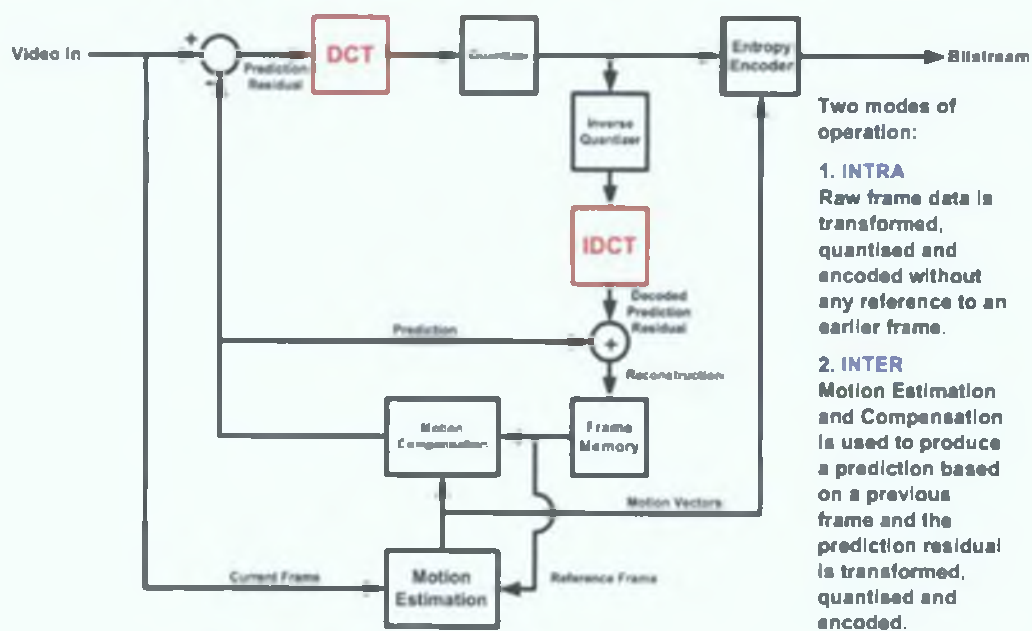 Video In
+
Prediction
Residual
−
DCT
Quantizer
Entropy
Encoder
Bitstream
Inverse
Quantizer
IDCT
Decoded
Prediction
Residual
Prediction
+
Reconstruction
Motion
Compensation
Frame
Memory
Motion Vectors
Current Frame
Motion
Estimation
Reference Frame
Two modes of
operation:
1. INTRA
Raw frame data is
transformed,
quantised and
encoded without
any reference to an
earlier frame.
2. INTER
Motion Estimation
and Compensation
is used to produce
a prediction based
on a previous
frame and the
prediction residual
is transformed,
quantised and
encoded.